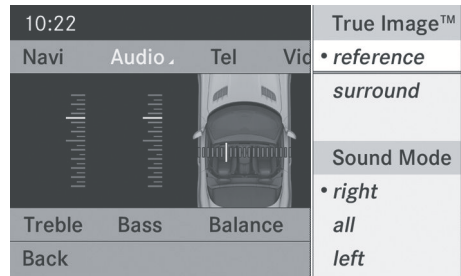 10:22
Navi Audio Tel Vid
Treble Bass Balance
Back
True Image™
• reference
surround
Sound Mode
• right
all
left